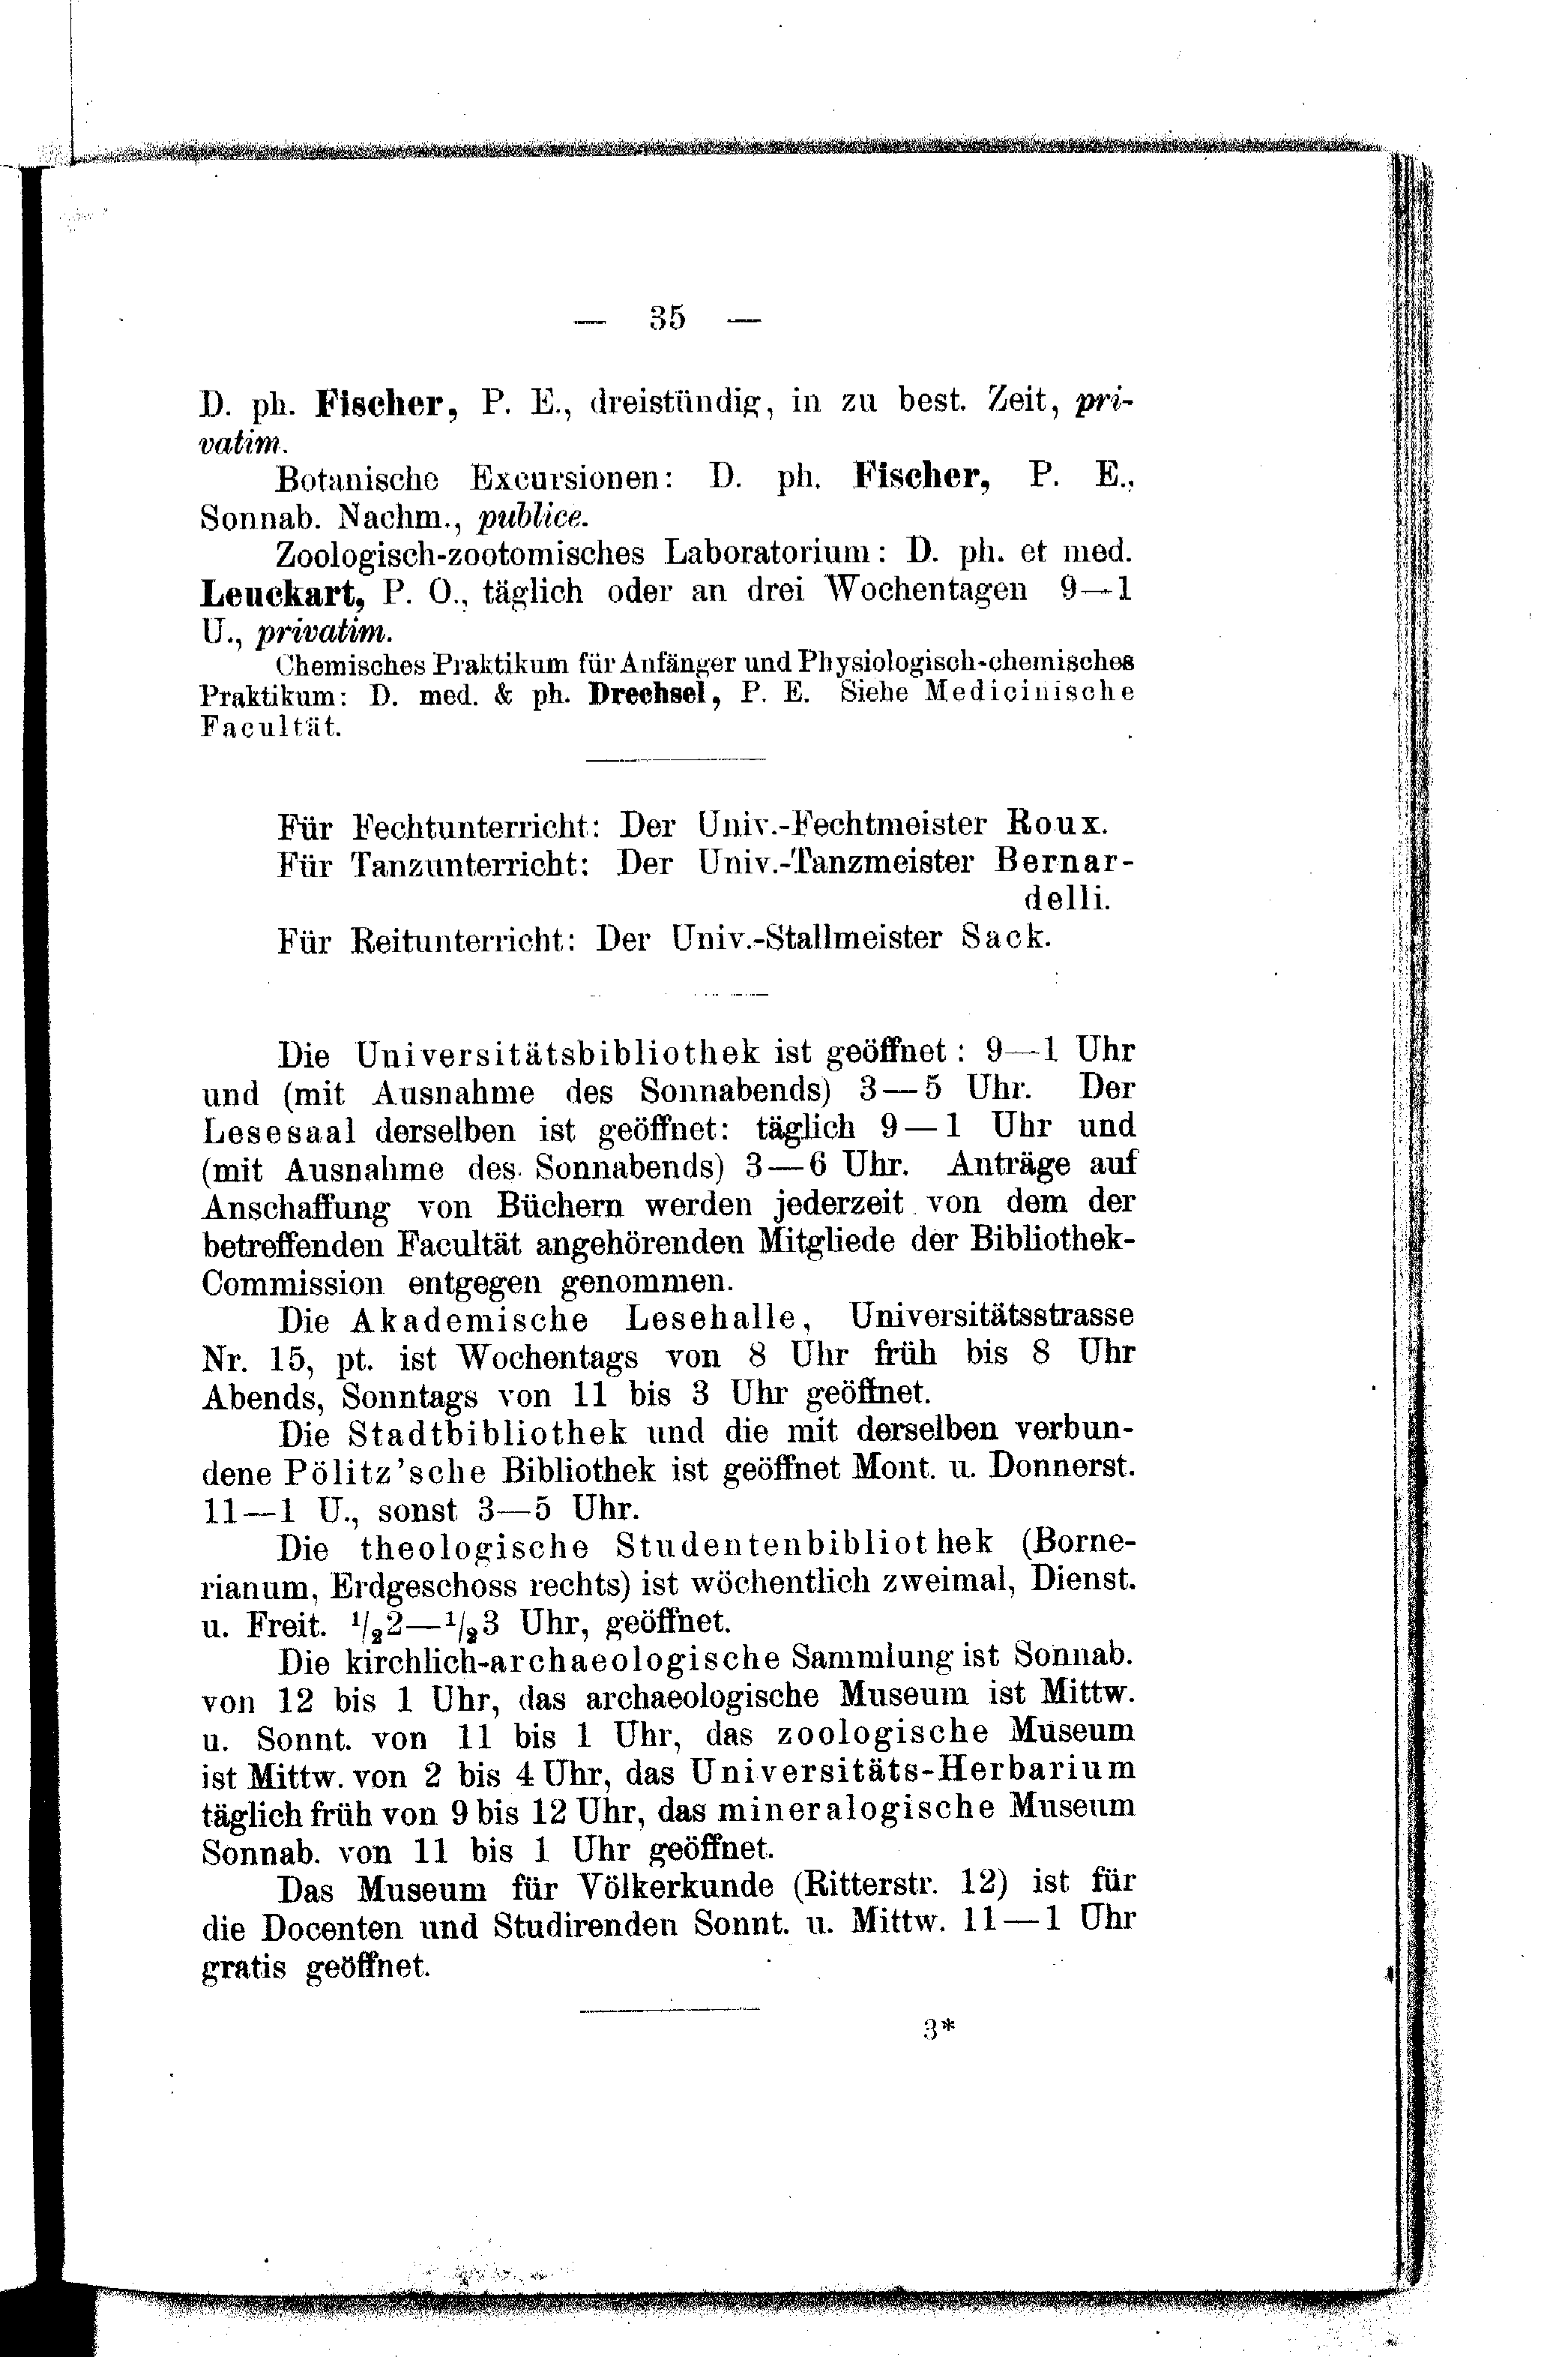 — 35 —
D. ph. Fischer, P. E., dreistündig, in zu best. Zeit, pri-
vatim.
Botanische Excursionen: D. ph. Fischer, P. E.,
Sonnab. Nachm., publice.
Zoologisch-zootomisches Laboratorium: D. ph. et med.
Leuckart, P. O., täglich oder an drei Wochentagen 9—1
U., privatim.
Chemisches Praktikum für Anfänger und Physiologisch-chemisches
Praktikum: D. med. & ph. Drechsel, P. E. Siehe Medicinische
Facultät.
Für Fechtunterricht: Der Univ.-Fechtmeister Roux.
Für Tanzunterricht: Der Univ.-Tanzmeister Bernar-
delli.
Für Reitunterricht: Der Univ.-Stallmeister Sack.
Die Universitätsbibliothek ist geöffnet: 9—1 Uhr
und (mit Ausnahme des Sonnabends) 3—5 Uhr. Der
Lesesaal derselben ist geöffnet: täglich 9—1 Uhr und
(mit Ausnahme des Sonnabends) 3—6 Uhr. Anträge auf
Anschaffung von Büchern werden jederzeit von dem der
betreffenden Facultät angehörenden Mitgliede der Bibliothek-
Commission entgegen genommen.
Die Akademische Lesehalle, Universitätsstrasse
Nr. 15, pt. ist Wochentags von 8 Uhr früh bis 8 Uhr
Abends, Sonntags von 11 bis 3 Uhr geöffnet.
Die Stadtbibliothek und die mit derselben verbun-
dene Pölitz'sche Bibliothek ist geöffnet Mont. u. Donnerst.
11—1 U., sonst 3—5 Uhr.
Die theologische Studentenbibliothek (Borne-
rianum, Erdgeschoss rechts) ist wöchentlich zweimal, Dienst.
u. Freit. 1/2 2—1/2 3 Uhr, geöffnet.
Die kirchlich-archaeologische Sammlung ist Sonnab.
von 12 bis 1 Uhr, das archaeologische Museum ist Mittw.
u. Sonnt. von 11 bis 1 Uhr, das zoologische Museum
ist Mittw. von 2 bis 4 Uhr, das Universitäts-Herbarium
täglich früh von 9 bis 12 Uhr, das mineralogische Museum
Sonnab. von 11 bis 1 Uhr geöffnet.
Das Museum für Völkerkunde (Ritterstr. 12) ist für
die Docenten und Studirenden Sonnt. u. Mittw. 11—1 Uhr
gratis geöffnet.
3*